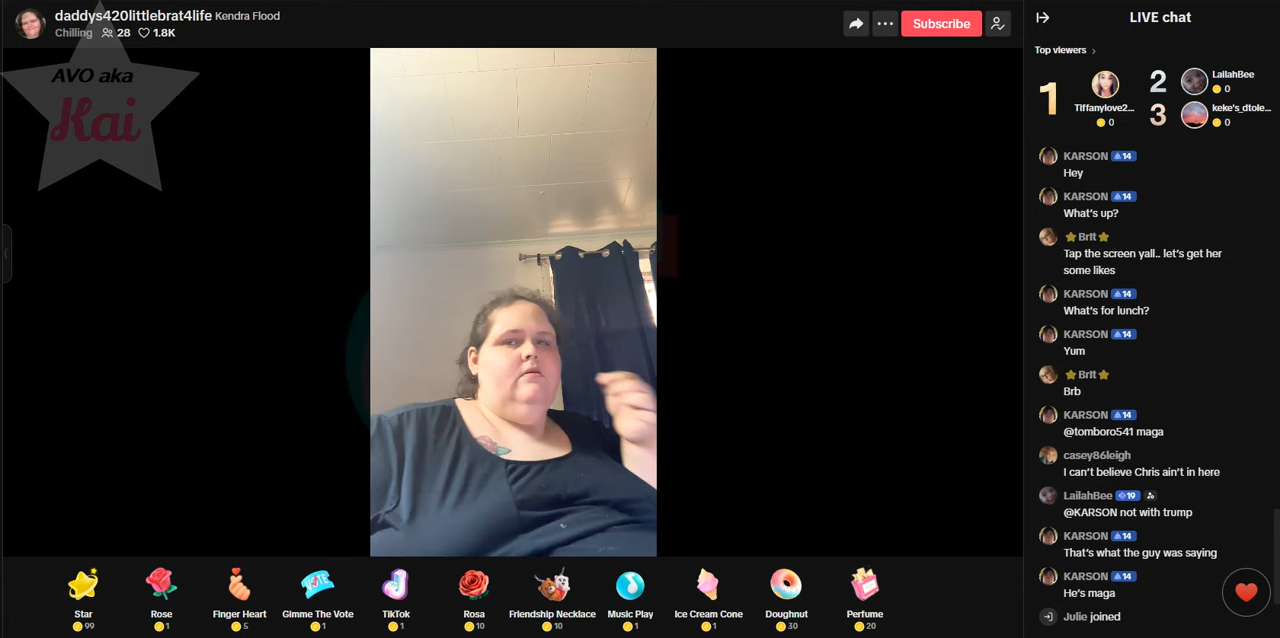 daddys420littlebrat4life Kendra Flood
Chilling 28 1.8K
Subscribe
AVO aka
Kai
LIVE chat
Top viewers
1
Tiffanylove2...
0
2
LailahBee
0
3
keke's_dtole...
0
KARSON 14
Hey
KARSON 14
What's up?
Brit
Tap the screen yall.. let's get her
some likes
KARSON 14
What's for lunch?
KARSON 14
Yum
Brit
Brb
KARSON 14
@tomboro541 maga
casey86leigh
I can't believe Chris ain't in here
LailahBee 19
@KARSON not with trump
KARSON 14
That's what the guy was saying
KARSON 14
He's maga
Julie joined
VOTE
Star
99
Rose
1
Finger Heart
5
Gimme The Vote
1
TikTok
1
Rosa
10
Friendship Necklace
10
Music Play
1
Ice Cream Cone
1
Doughnut
30
Perfume
20